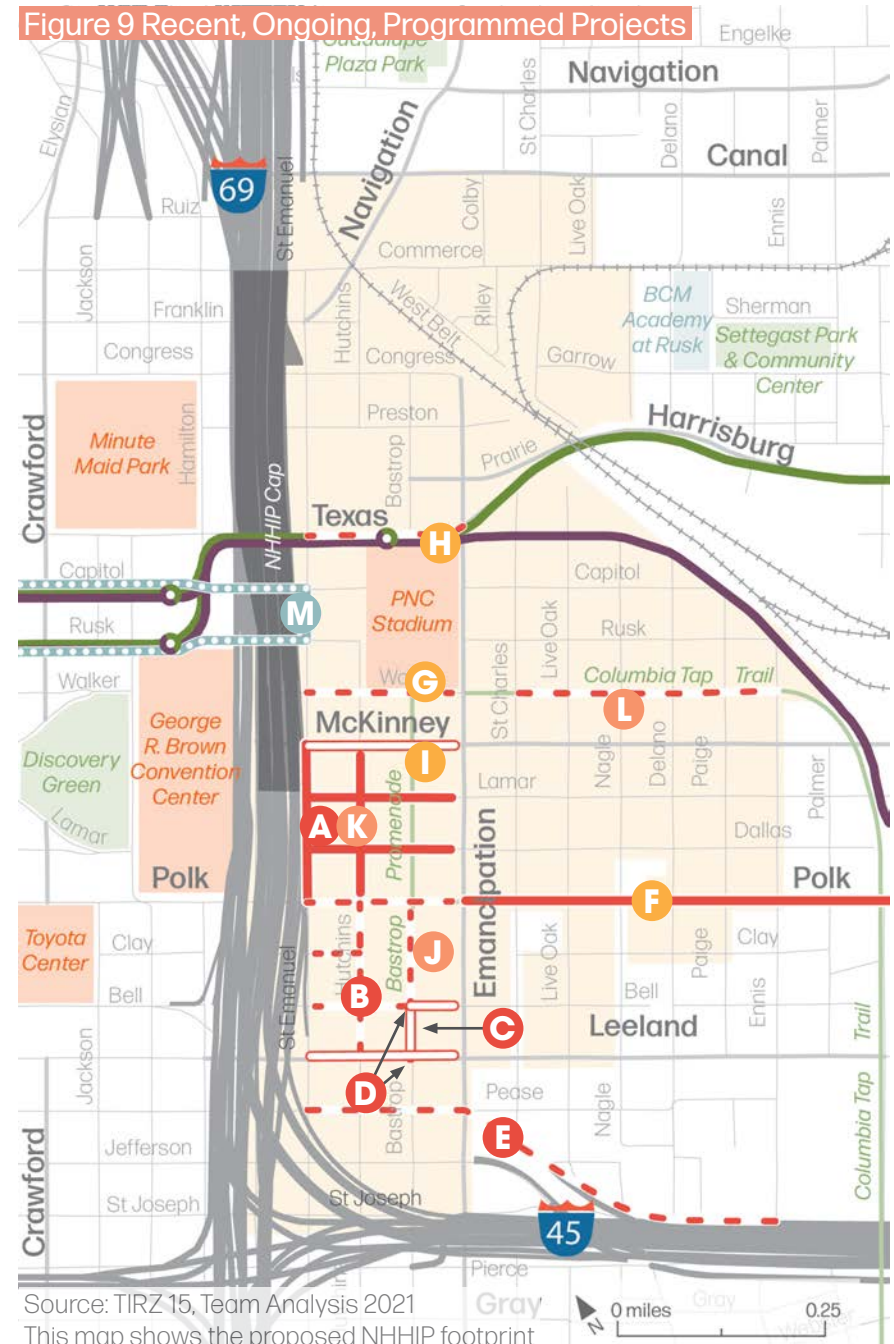 Figure 9 Recent, Ongoing, Programmed Projects
Engelke
Guadalupe
Plaza Park
Navigation
St Charles
Delano
Palmer
Elysian
Navigation
Canal
69
St Emanuel
Ruiz
Colby
Live Oak
Ennis
Commerce
Jackson
Franklin
Hutchins
West Belt
Riley
BCM
Academy
at Rusk
Sherman
Settegast Park
& Community
Center
Congress
Congress
Garrow
Crawford
Minute
Maid Park
Hamilton
Preston
Bastrop
Prairie
Harrisburg
NHHIP Cap
Texas
H
Capitol
Capitol
M
PNC
Stadium
Rusk
Live Oak
Rusk
Walker
G
St Charles
Columbia Tap Trail
L
George
R. Brown
Convention
Center
McKinney
Discovery
Green
I
Nagle
Delano
Paige
Palmer
Lamar
Lamar
A
K
Promenade
Dallas
Polk
Emancipation
F
Polk
Toyota
Center
Clay
Hutchins
Bastrop
J
Live Oak
Paige
Clay
Bell
St Emanuel
B
Bell
Ennis
C
Leeland
Jackson
D
Bastrop
Pease
Nagle
Columbia Tap Trail
Crawford
Jefferson
E
St Joseph
St Joseph
45
Pierce
Source: TIRZ 15, Team Analysis 2021
Gray
Gray
N
0 miles
0.25
This map shows the proposed NHHIP footprint